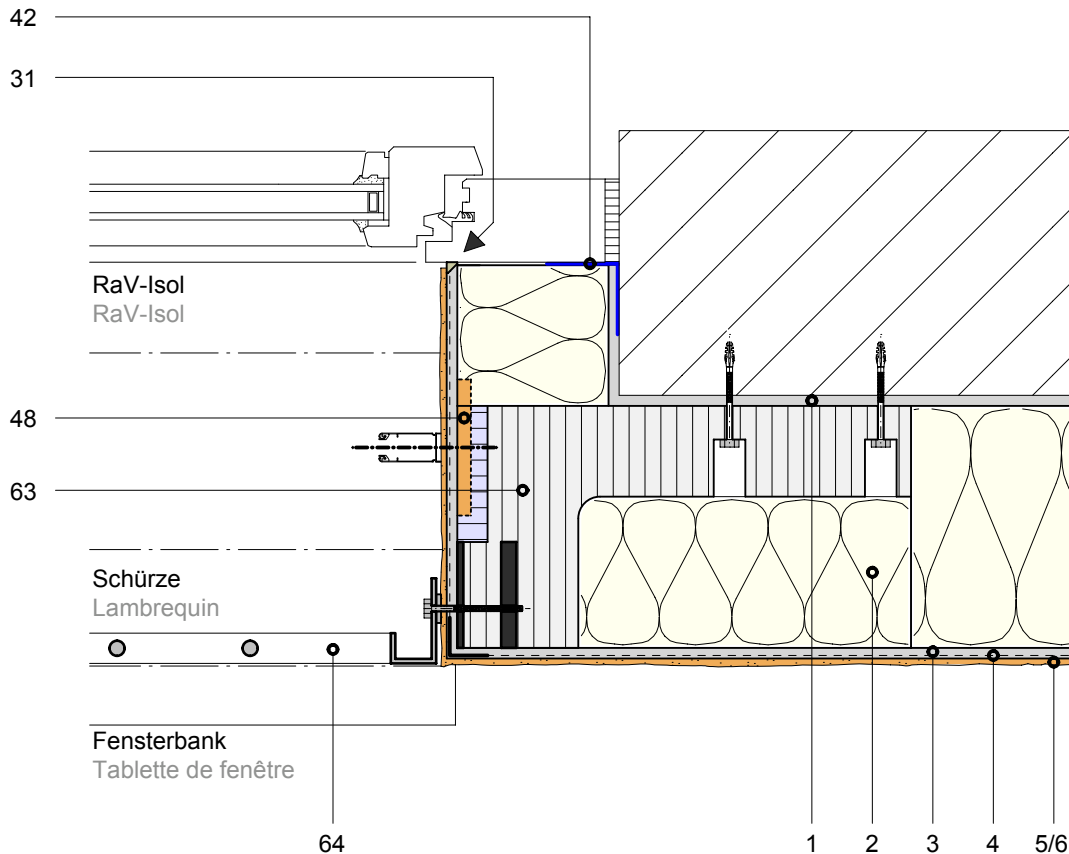 42
31
RaV-Isol
RaV-Isol
48
63
Schürze
Lambrequin
Fensterbank
Tablette de fenêtre
64
1
2
3
4
5/6